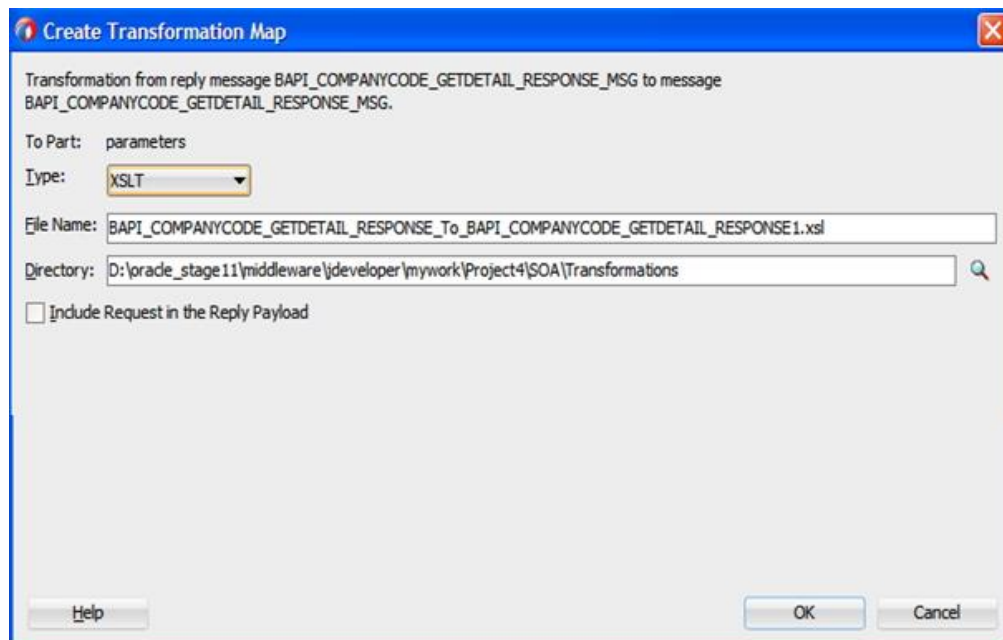 Create Transformation Map
Transformation from reply message BAPI_COMPANYCODE_GETDETAIL_RESPONSE_MSG to message
BAPI_COMPANYCODE_GETDETAIL_RESPONSE_MSG.
To Part: parameters
Type: XSLT
File Name: BAPI_COMPANYCODE_GETDETAIL_RESPONSE_To_BAPI_COMPANYCODE_GETDETAIL_RESPONSE1.xsl
Directory: D:\oracle_stage11\middleware\jdeveloper\mywork\Project4\SOA\Transformations
Include Request in the Reply Payload
Help OK Cancel